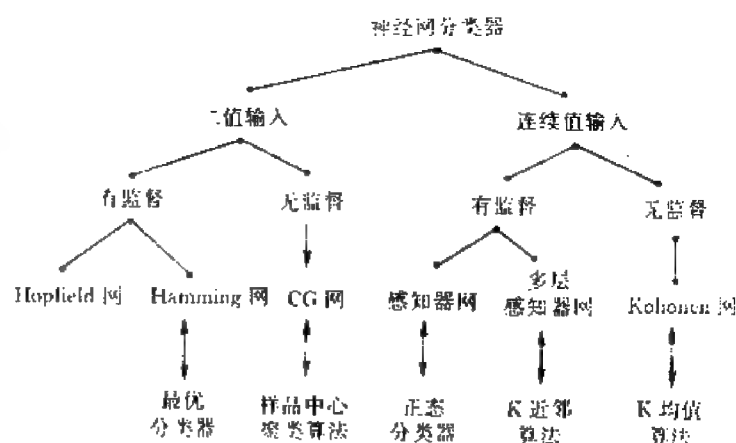 神经网分类器
二值输入
连续值输入
有监督
无监督
有监督
无监督
Hopfield 网
Hamming 网
CG 网
感知器网
多层
感知器网
Kohonen 网
最优
分类器
样品中心
聚类算法
正态
分类器
K 近邻
算法
K 均值
算法